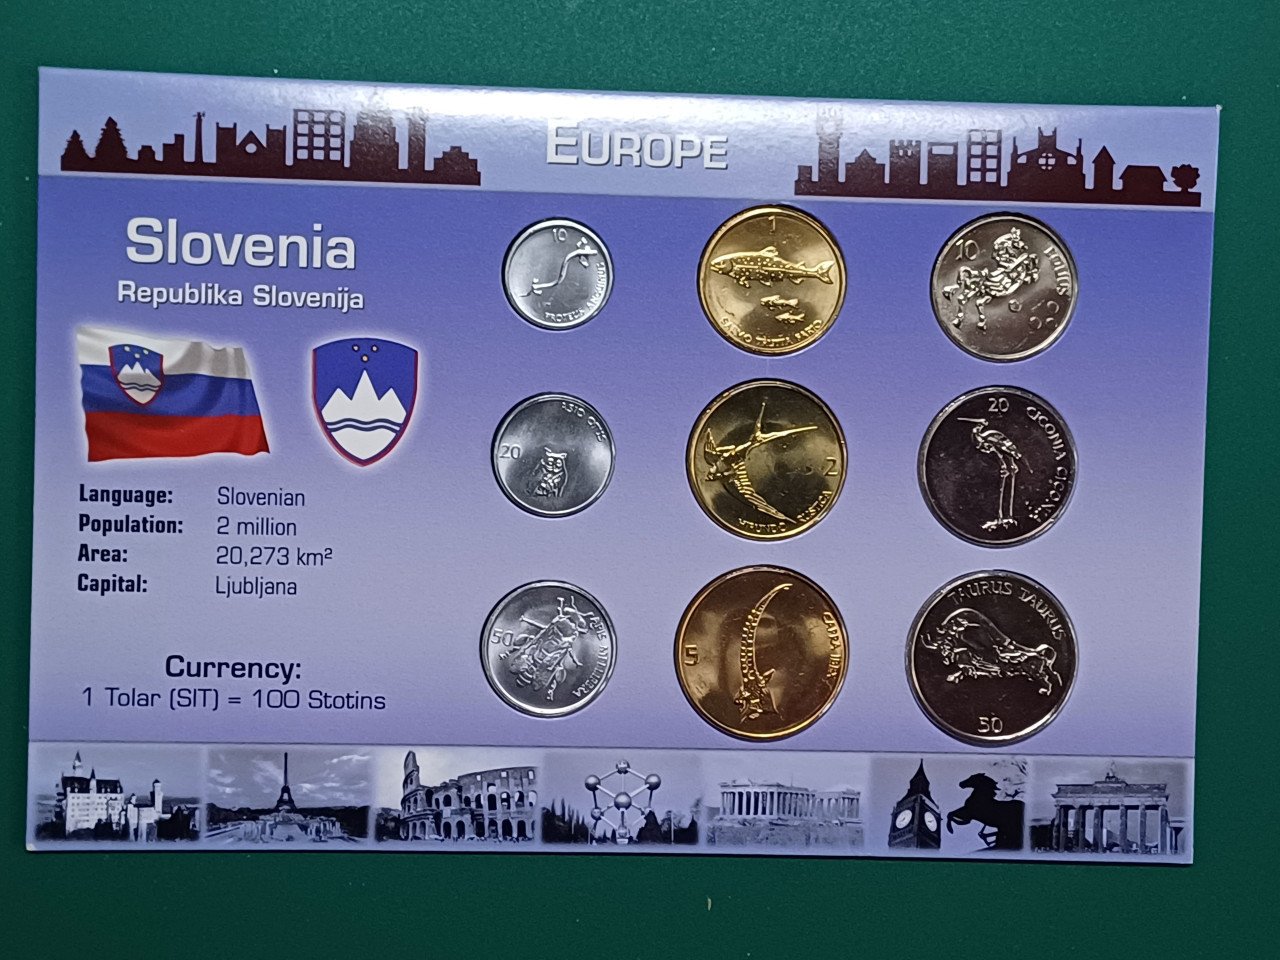 EUROPE
Slovenia
Republika Slovenija
Language: Slovenian
Population: 2 million
Area: 20,273 km²
Capital: Ljubljana
Currency:
1 Tolar (SIT) = 100 Stotins
10
PROTEUS ANGUINUS
1
SALMO TRUTTA FARIO
10
EQUUS
20
ASIO OTUS
2
HIRUNDO RUSTICA
20
CICONIA CICONIA
50
APIS MELLIFERA
5
CAPRA IBEX
TAURUS TAURUS
50